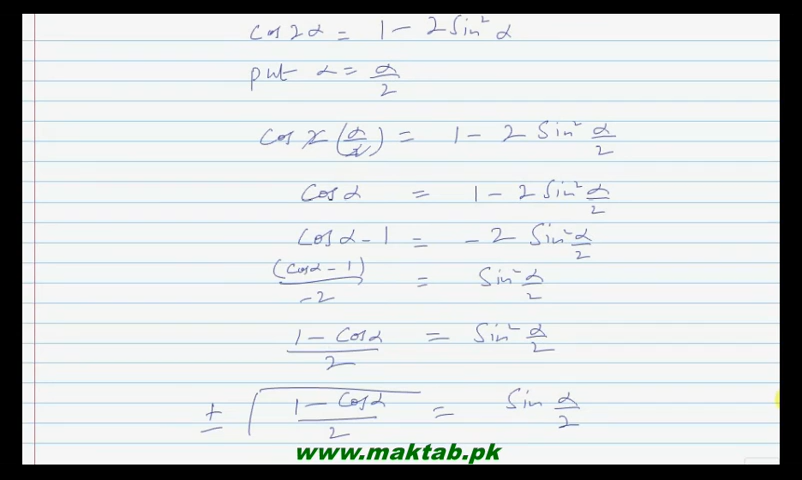 cos 2α = 1 - 2 Sin² α
put α = α/2
cos 2 (α/2) = 1 - 2 Sin² α/2
Cos α = 1 - 2 Sin² α/2
Cos α - 1 = - 2 Sin² α/2
(cos α - 1)/-2 = Sin² α/2
1 - Cos α/2 = Sin² α/2
± √1 - Cos α/2 = Sin α/2
www.maktab.pk